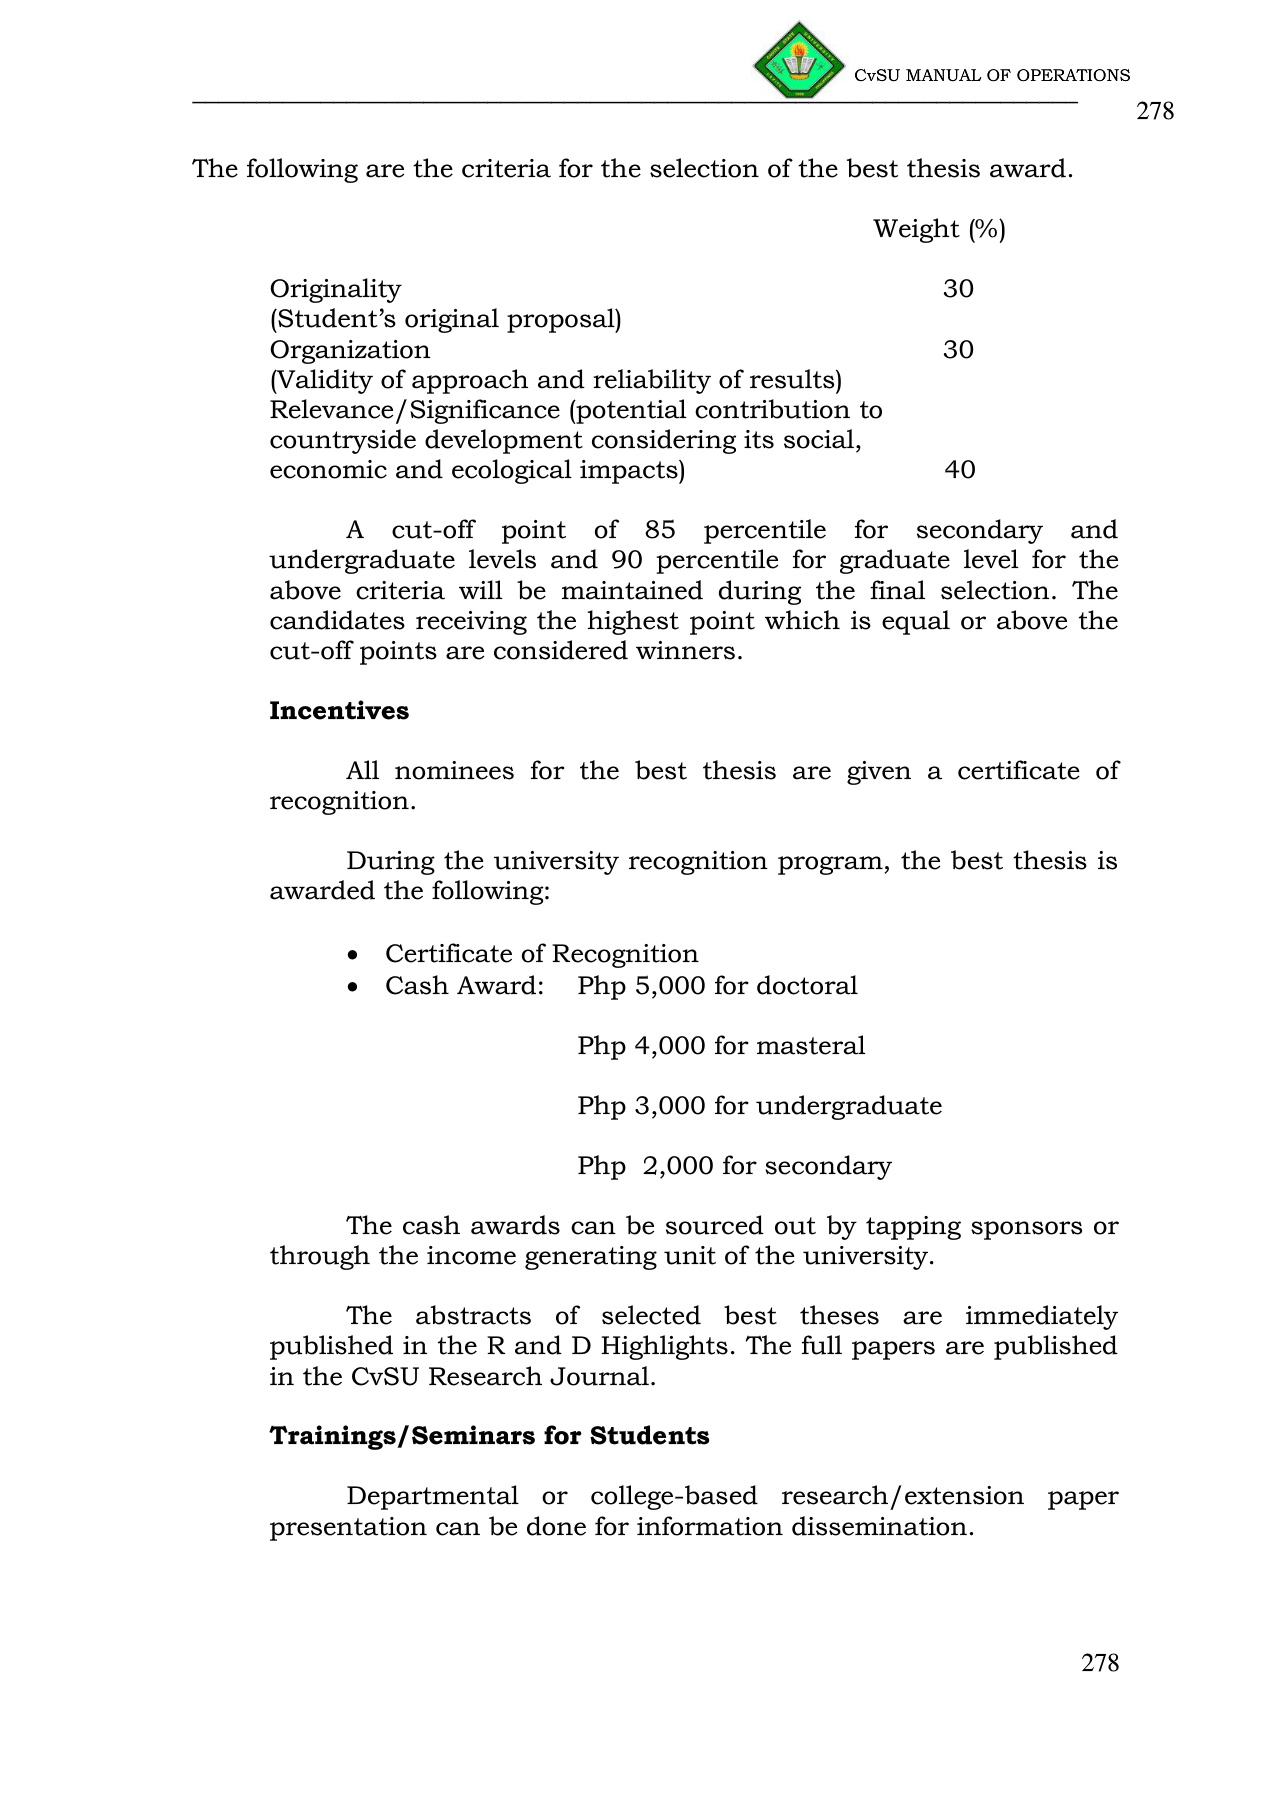 CvSU MANUAL OF OPERATIONS
278
The following are the criteria for the selection of the best thesis award.
Weight (%)
Originality 30
(Student’s original proposal)
Organization 30
(Validity of approach and reliability of results)
Relevance/Significance (potential contribution to
countryside development considering its social,
economic and ecological impacts) 40
A cut-off point of 85 percentile for secondary and
undergraduate levels and 90 percentile for graduate level for the
above criteria will be maintained during the final selection. The
candidates receiving the highest point which is equal or above the
cut-off points are considered winners.
Incentives
All nominees for the best thesis are given a certificate of
recognition.
During the university recognition program, the best thesis is
awarded the following:
• Certificate of Recognition
• Cash Award: Php 5,000 for doctoral
Php 4,000 for masteral
Php 3,000 for undergraduate
Php 2,000 for secondary
The cash awards can be sourced out by tapping sponsors or
through the income generating unit of the university.
The abstracts of selected best theses are immediately
published in the R and D Highlights. The full papers are published
in the CvSU Research Journal.
Trainings/Seminars for Students
Departmental or college-based research/extension paper
presentation can be done for information dissemination.
278